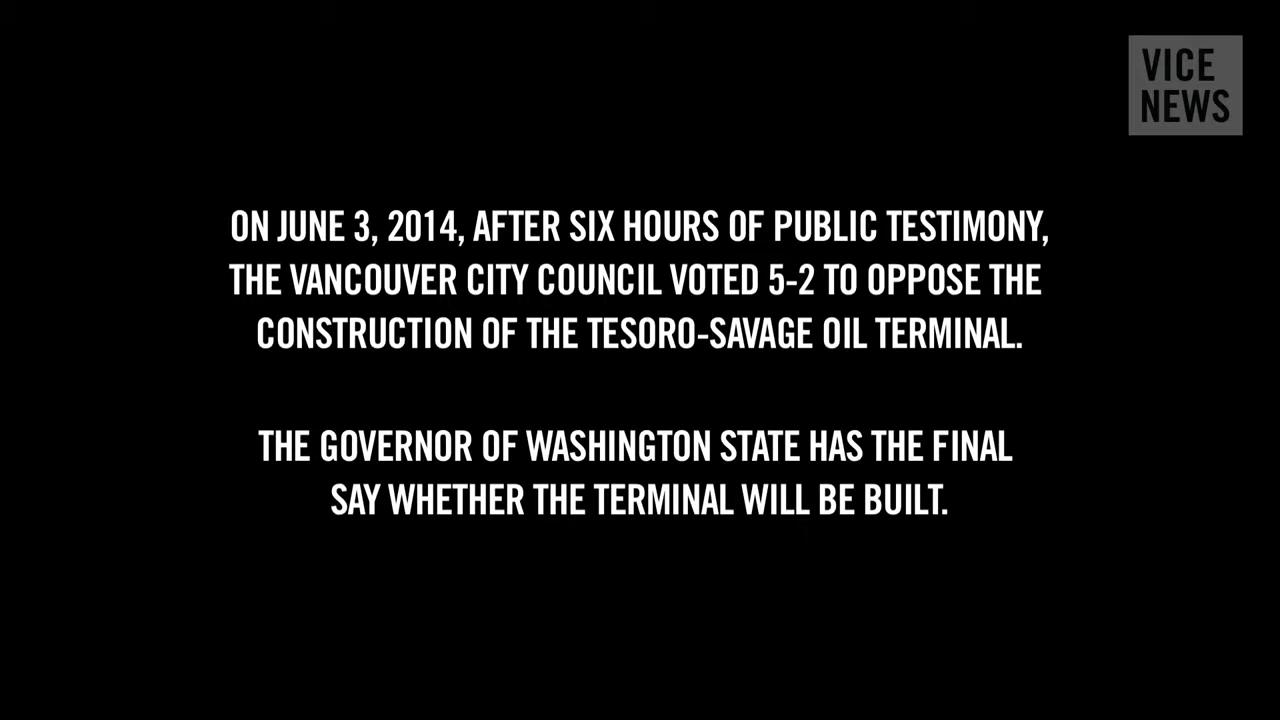 VICE
NEWS
ON JUNE 3, 2014, AFTER SIX HOURS OF PUBLIC TESTIMONY,
THE VANCOUVER CITY COUNCIL VOTED 5-2 TO OPPOSE THE
CONSTRUCTION OF THE TESORO-SAVAGE OIL TERMINAL.
THE GOVERNOR OF WASHINGTON STATE HAS THE FINAL
SAY WHETHER THE TERMINAL WILL BE BUILT.